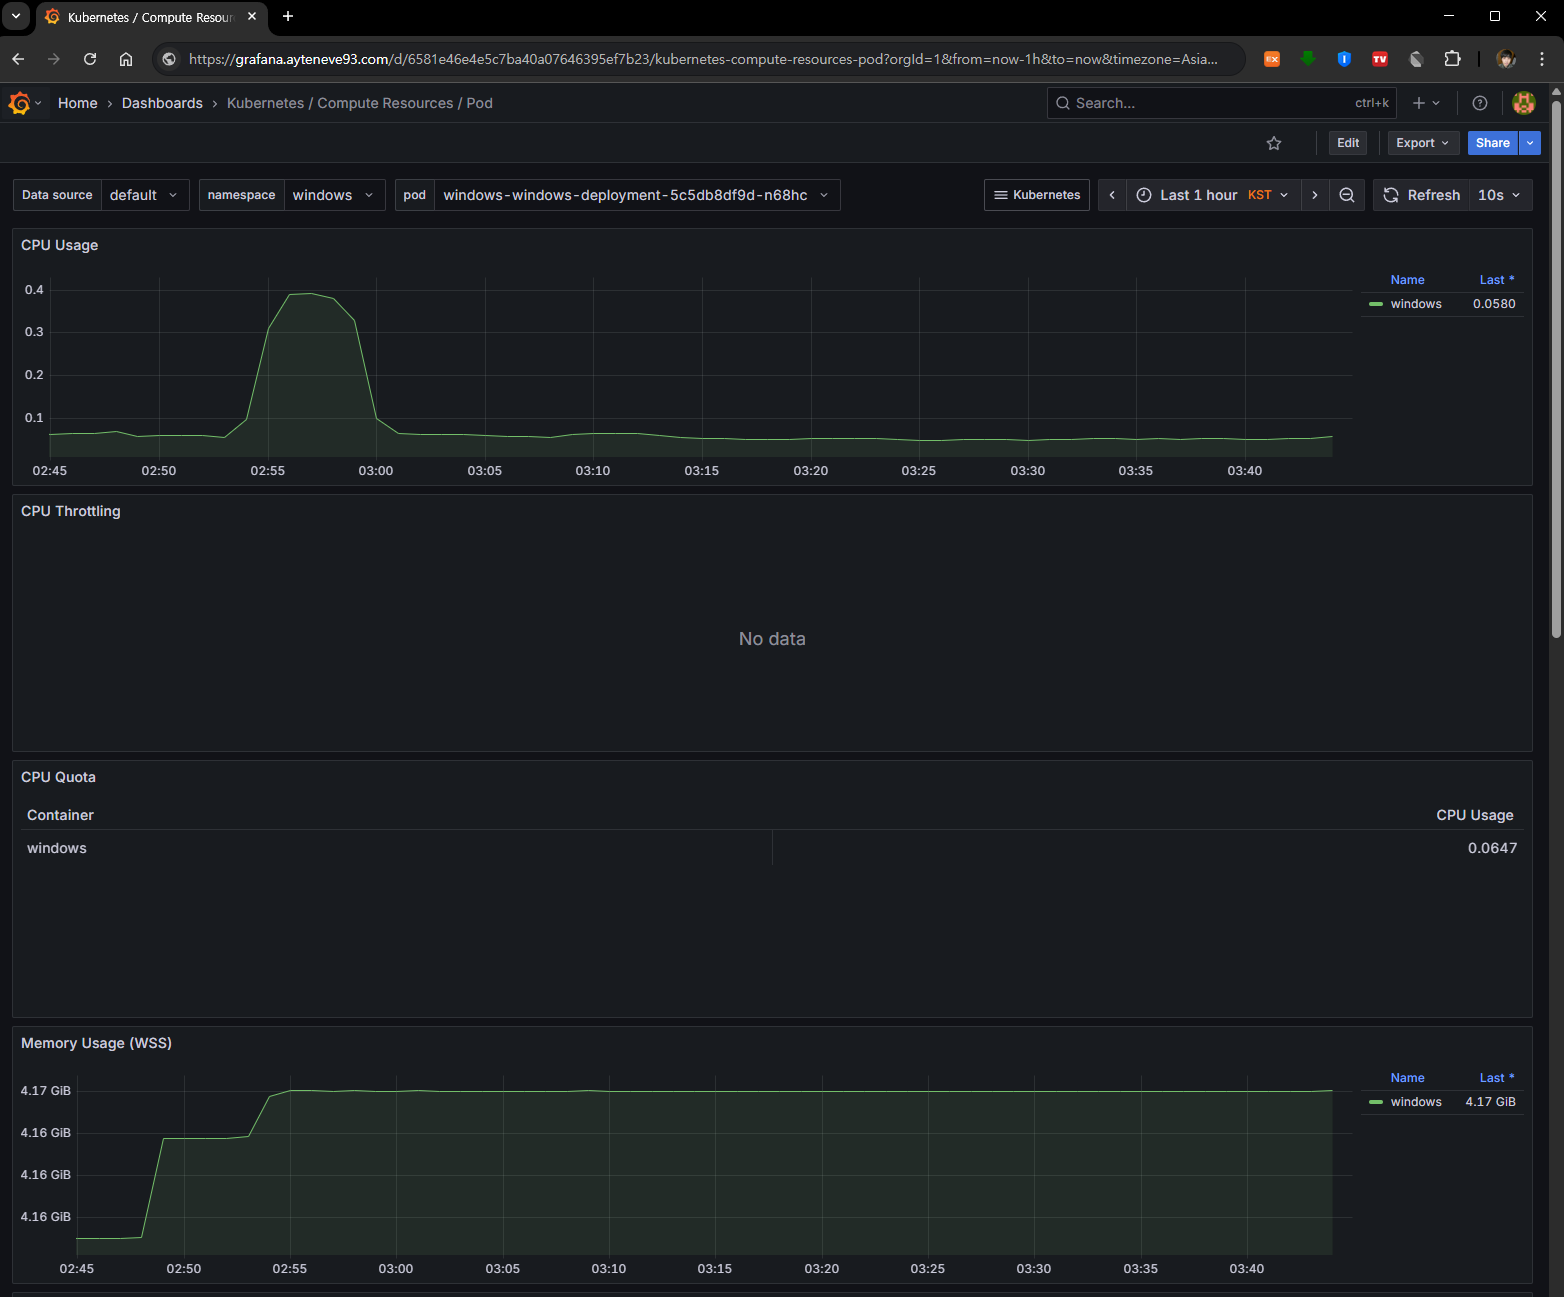 Kubernetes / Compute Resour
https://grafana.ayteneve93.com/d/6581e46e4e5c7ba40a07646395ef7b23/kubernetes-compute-resources-pod?orgId=1&from=now-1h&to=now&timezone=Asia...
Home > Dashboards > Kubernetes / Compute Resources / Pod
Search... ctrl+k
Edit Export Share
Data source default namespace windows pod windows-windows-deployment-5c5db8df9d-n68hc Kubernetes Last 1 hour KST Refresh 10s
CPU Usage
Name Last *
windows 0.0580
0.4
0.3
0.2
0.1
02:45 02:50 02:55 03:00 03:05 03:10 03:15 03:20 03:25 03:30 03:35 03:40
CPU Throttling
No data
CPU Quota
Container CPU Usage
windows 0.0647
Memory Usage (WSS)
Name Last *
windows 4.17 GiB
4.17 GiB
4.16 GiB
4.16 GiB
4.16 GiB
02:45 02:50 02:55 03:00 03:05 03:10 03:15 03:20 03:25 03:30 03:35 03:40